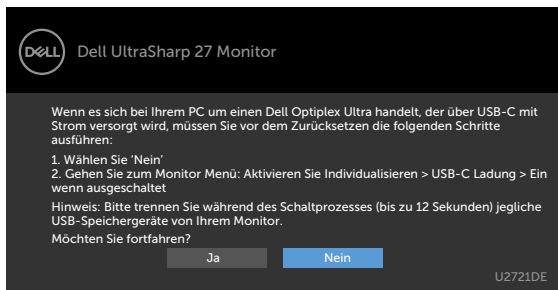 DELL Dell UltraSharp 27 Monitor
Wenn es sich bei Ihrem PC um einen Dell Optiplex Ultra handelt, der über USB-C mit
Strom versorgt wird, müssen Sie vor dem Zurücksetzen die folgenden Schritte
ausführen:
1. Wählen Sie 'Nein'
2. Gehen Sie zum Monitor Menü: Aktivieren Sie Individualisieren > USB-C Ladung > Ein
wenn ausgeschaltet
Hinweis: Bitte trennen Sie während des Schaltprozesses (bis zu 12 Sekunden) jegliche
USB-Speichergeräte von Ihrem Monitor.
Möchten Sie fortfahren?
Ja Nein
U2721DE